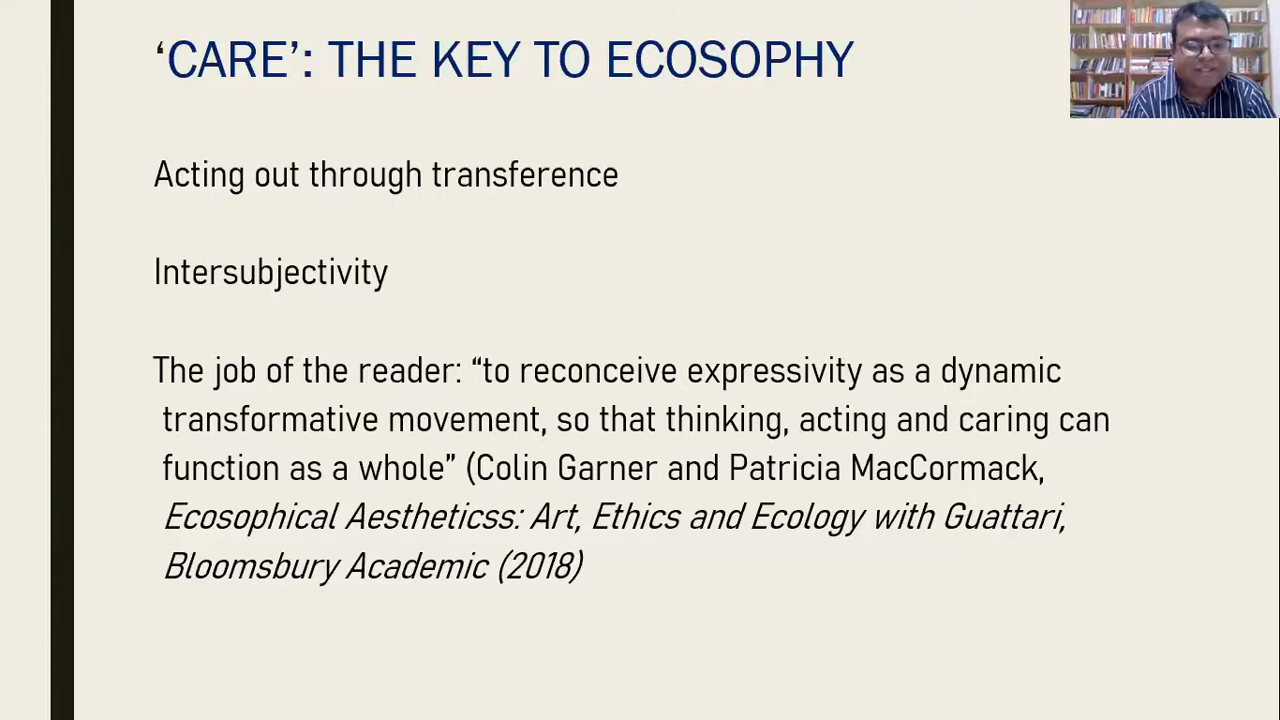 ‘CARE’: THE KEY TO ECOSOPHY
Acting out through transference
Intersubjectivity
The job of the reader: “to reconceive expressivity as a dynamic
transformative movement, so that thinking, acting and caring can
function as a whole” (Colin Garner and Patricia MacCormack,
Ecosophical Aestheticss: Art, Ethics and Ecology with Guattari,
Bloomsbury Academic (2018)